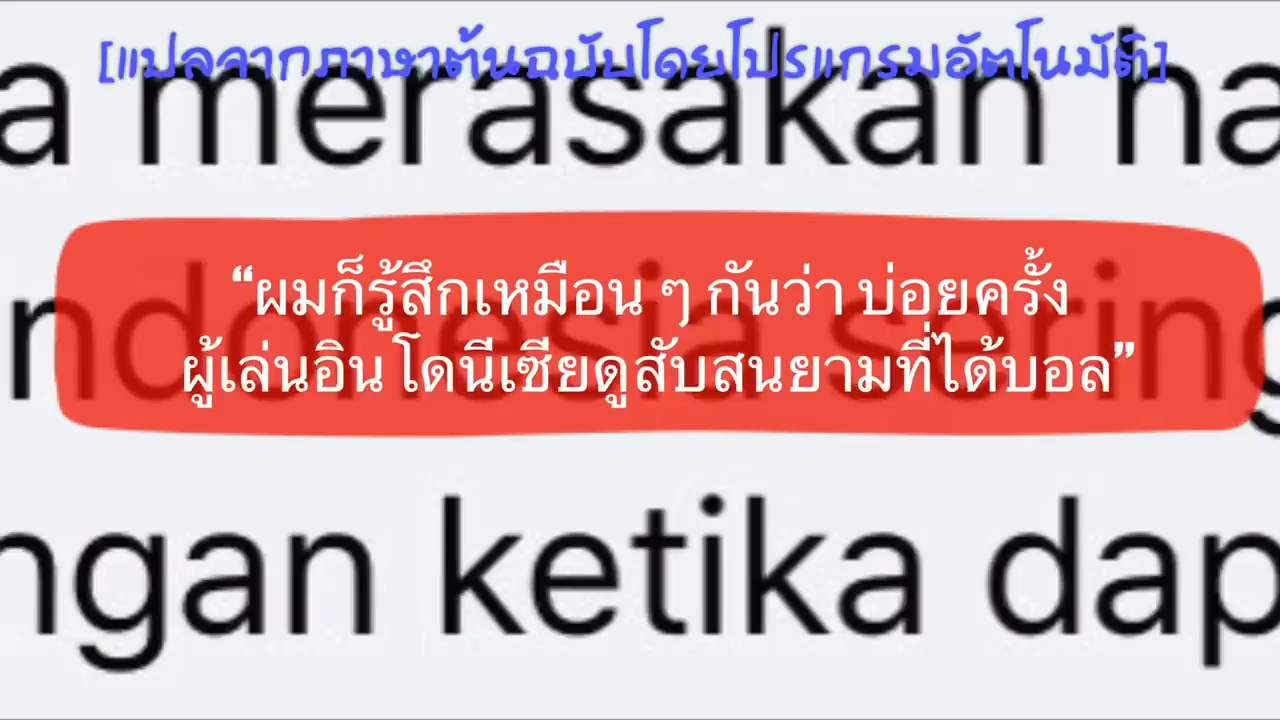 [แปลจากภาษาต้นฉบับโดยโปรแกรมอัตโนมัติ]
a merasakan ha
“ผมก็รู้สึกเหมือน ๆ กันว่า บ่อยครั้ง
ผู้เล่นอินโดนีเซียดูสับสนยามที่ได้บอล”
ndonesia sering
ngan ketika dap